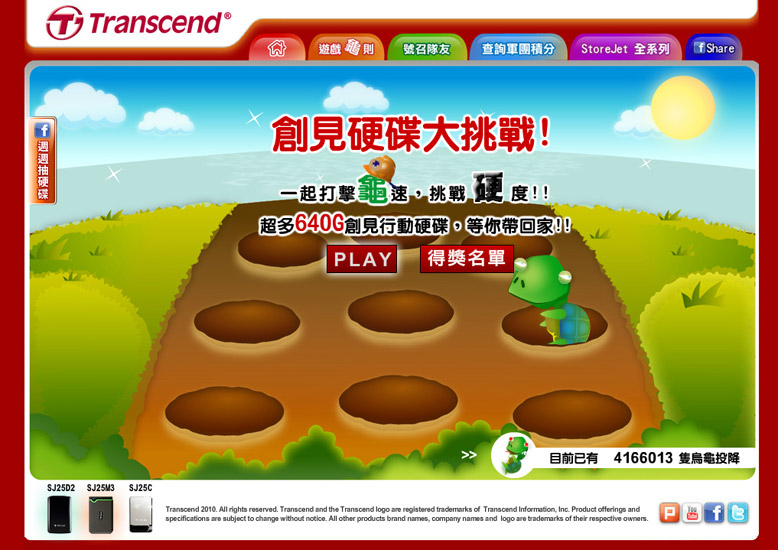 Transcend®
遊戲龜則
號召隊友
查詢軍團積分
StoreJet 全系列
f Share
f
週週抽硬碟
創見硬碟大挑戰!
一起打擊龜速，挑戰硬度!!
超多640G創見行動硬碟，等你帶回家!!
PLAY
得獎名單
>>
目前已有 4166013 隻烏龜投降
SJ25D2 SJ25M3 SJ25C
Transcend 2010. All rights reserved. Transcend and the Transcend logo are registered trademarks of Transcend Information, Inc. Product offerings and
specifications are subject to change without notice. All other products brand names, company names and logo are trademarks of their respective owners.
P You Tube f t